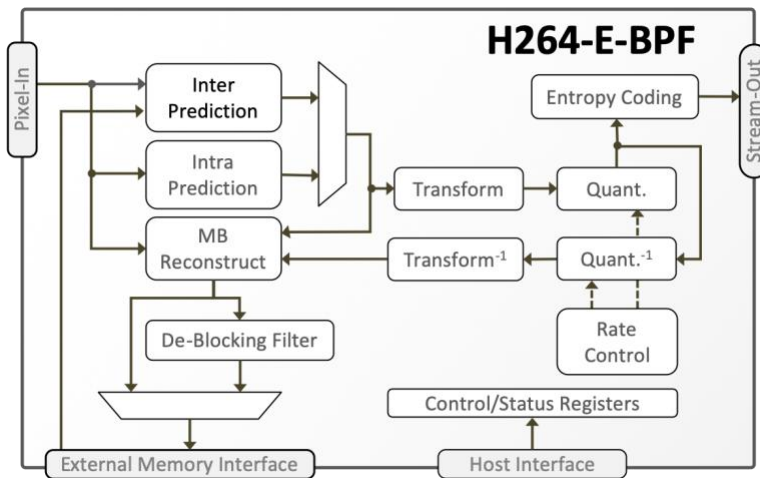 H264-E-BPF
Pixel-In
Inter
Prediction
Entropy Coding
Stream-Out
Intra
Prediction
Transform
Quant.
MB
Reconstruct
Transform⁻¹
Quant.⁻¹
De-Blocking Filter
Rate
Control
Control/Status Registers
External Memory Interface
Host Interface